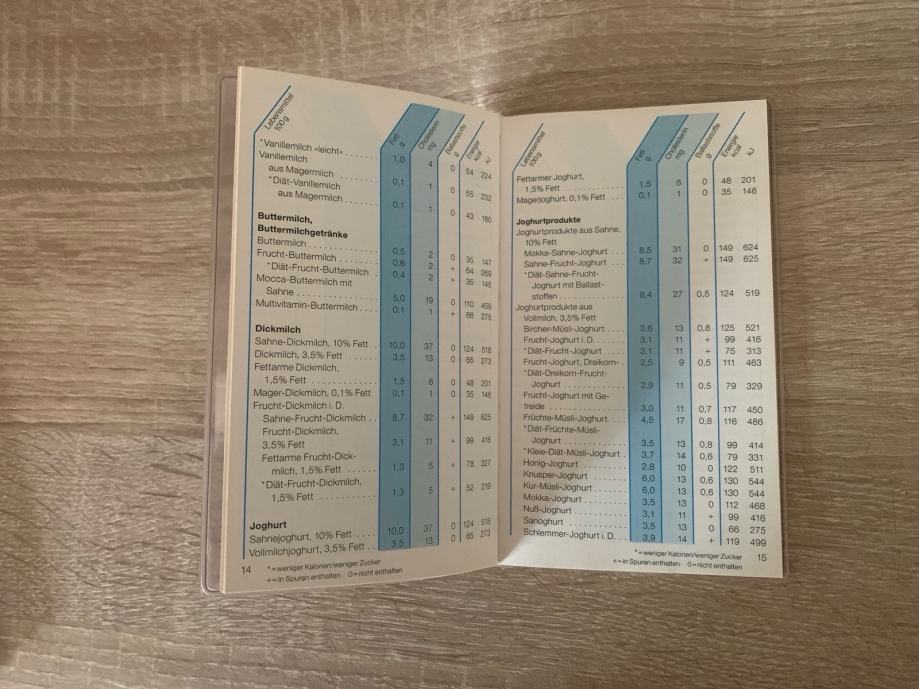 Lebensmittel
100g
Fett
g
Cholesterin
mg
Ballaststoffe
g
Energie
kcal
kJ
*Vanillemilch »leicht« . . . . . . 1,0 4 0 54 224
Vanillemilch
aus Magermilch . . . . . . . 0,1 1 0 56 232
*Diät-Vanillemilch
aus Magermilch . . . . . . 0,1 1 0 43 180
Buttermilch,
Buttermilchgetränke
Buttermilch . . . . . . . . . . . . 0,5 2 0 35 147
Frucht-Buttermilch . . . . . . . 0,6 2 + 64 269
*Diät-Frucht-Buttermilch . 0,4 2 + 35 145
Mocca-Buttermilch mit
Sahne . . . . . . . . . . . . . . 5,0 19 0 110 459
Multivitamin-Buttermilch . . . 0,1 1 + 66 275
Dickmilch
Sahne-Dickmilch, 10% Fett . 10,0 37 0 124 518
Dickmilch, 3,5% Fett . . . . . . 3,5 13 0 65 273
Fettarme Dickmilch,
1,5% Fett . . . . . . . . . . . 1,5 6 0 48 201
Mager-Dickmilch, 0,1% Fett 0,1 1 0 35 146
Frucht-Dickmilch i. D.
Sahne-Frucht-Dickmilch . . 8,7 32 + 149 625
Frucht-Dickmilch,
3,5% Fett . . . . . . . . . . . 3,1 11 + 99 416
Fettarme Frucht-Dick-
milch, 1,5% Fett . . . . . . 1,3 5 + 78 327
*Diät-Frucht-Dickmilch,
1,5% Fett . . . . . . . . . . 1,3 5 + 52 219
Joghurt
Sahnejoghurt, 10% Fett . . . . 10,0 37 0 124 518
Vollmilchjoghurt, 3,5% Fett . . 3,5 13 0 65 273
14
* = weniger Kalorien/weniger Zucker
+ = in Spuren enthalten 0 = nicht enthalten
Lebensmittel
100g
Fett
g
Cholesterin
mg
Ballaststoffe
g
Energie
kcal
kJ
Fettarmer Joghurt,
1,5% Fett . . . . . . . . . . . . 1,5 6 0 48 201
Magerjoghurt, 0,1% Fett . . . . 0,1 1 0 35 146
Joghurtprodukte
Joghurtprodukte aus Sahne,
10% Fett
Mokka-Sahne-Joghurt . . . . 8,5 31 0 149 624
Sahne-Frucht-Joghurt . . . . 8,7 32 + 149 625
*Diät-Sahne-Frucht-
Joghurt mit Ballast-
stoffen . . . . . . . . . . . . . 8,4 27 0,5 124 519
Joghurtprodukte aus
Vollmilch, 3,5% Fett
Bircher-Müsli-Joghurt . . . . 3,6 13 0,8 125 521
Frucht-Joghurt i. D. . . . . . . 3,1 11 + 99 416
*Diät-Frucht-Joghurt . . . . . 3,1 11 + 75 313
Frucht-Joghurt, Dreikorn- . 2,5 9 0,5 111 463
*Diät-Dreikorn-Frucht-
Joghurt . . . . . . . . . . . . . 2,9 11 0,5 79 329
Frucht-Joghurt mit Ge-
treide . . . . . . . . . . . . . . . 3,0 11 0,7 117 450
Früchte-Müsli-Joghurt . . . . 4,5 17 0,8 116 486
*Diät-Früchte-Müsli-
Joghurt . . . . . . . . . . . . . 3,5 13 0,8 99 414
*Kleie-Diät-Müsli-Joghurt . 3,7 14 0,6 79 331
Honig-Joghurt . . . . . . . . . . 2,8 10 0 122 511
Knusper-Joghurt . . . . . . . . 6,0 13 0,6 130 544
Kur-Müsli-Joghurt . . . . . . . 6,0 13 0,6 130 544
Mokka-Joghurt . . . . . . . . . 3,5 13 0 112 468
Nuß-Joghurt . . . . . . . . . . . 3,1 11 + 99 416
Sanoghurt . . . . . . . . . . . . . 3,5 13 0 66 275
Schlemmer-Joghurt i. D. . . 3,9 14 + 119 499
* = weniger Kalorien/weniger Zucker
+ = in Spuren enthalten 0 = nicht enthalten
15